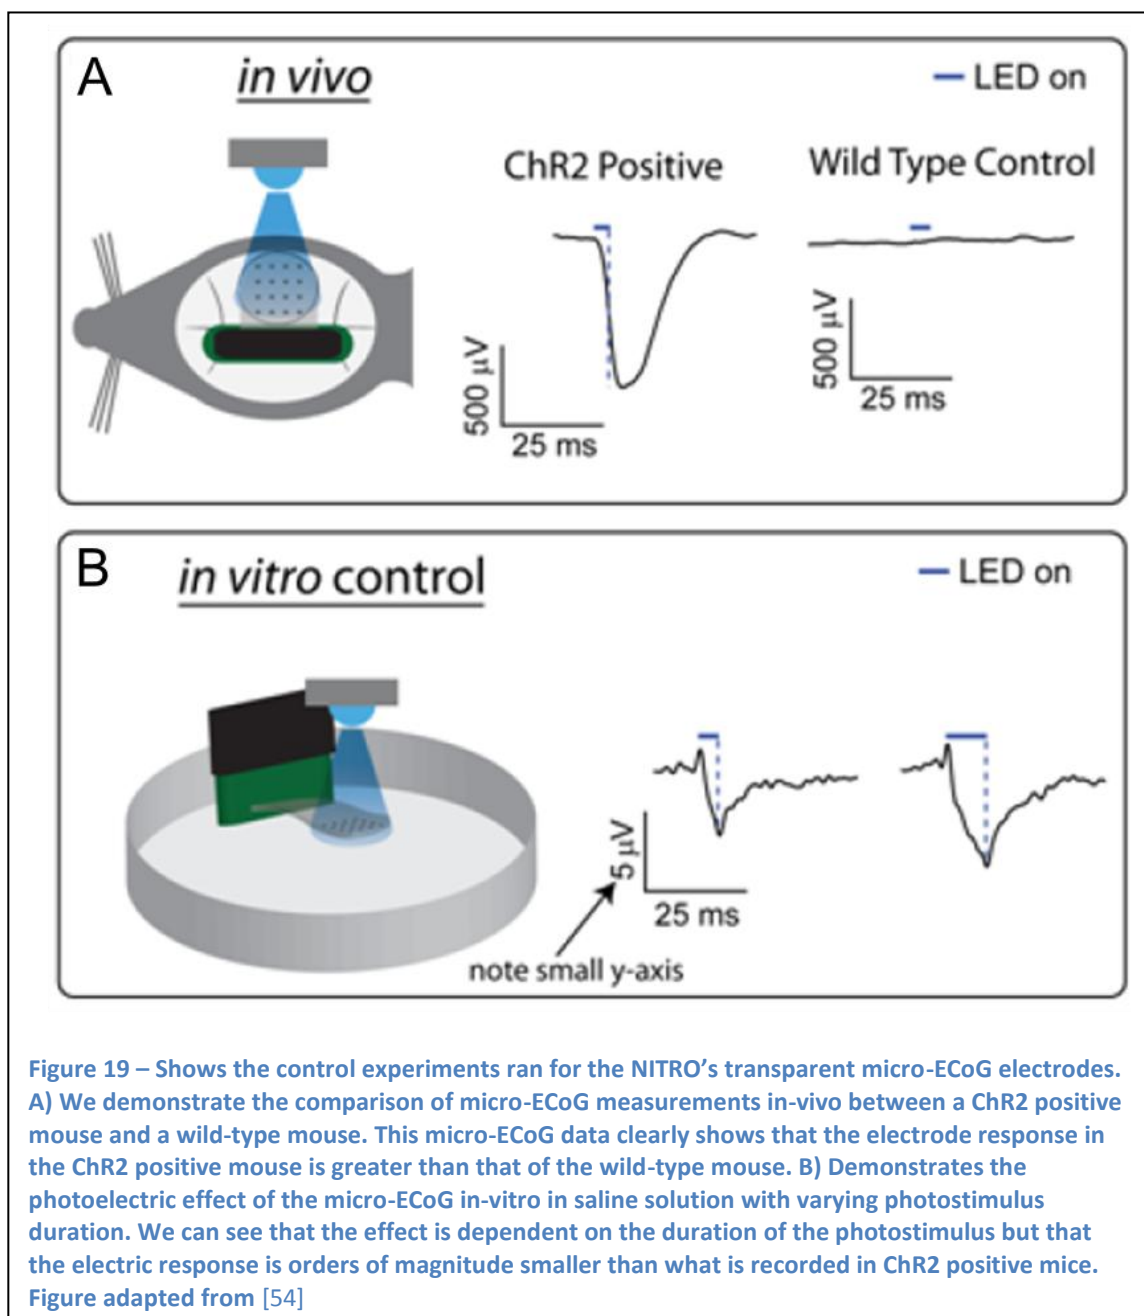 A
in vivo
LED on
ChR2 Positive
Wild Type Control
500 µV
25 ms
500 µV
25 ms
B
in vitro control
LED on
5 µV
25 ms
note small y-axis
Figure 19 – Shows the control experiments ran for the NITRO's transparent micro-ECoG electrodes.
A) We demonstrate the comparison of micro-ECoG measurements in-vivo between a ChR2 positive
mouse and a wild-type mouse. This micro-ECoG data clearly shows that the electrode response in
the ChR2 positive mouse is greater than that of the wild-type mouse. B) Demonstrates the
photoelectric effect of the micro-ECoG in-vitro in saline solution with varying photostimulus
duration. We can see that the effect is dependent on the duration of the photostimulus but that
the electric response is orders of magnitude smaller than what is recorded in ChR2 positive mice.
Figure adapted from [54]